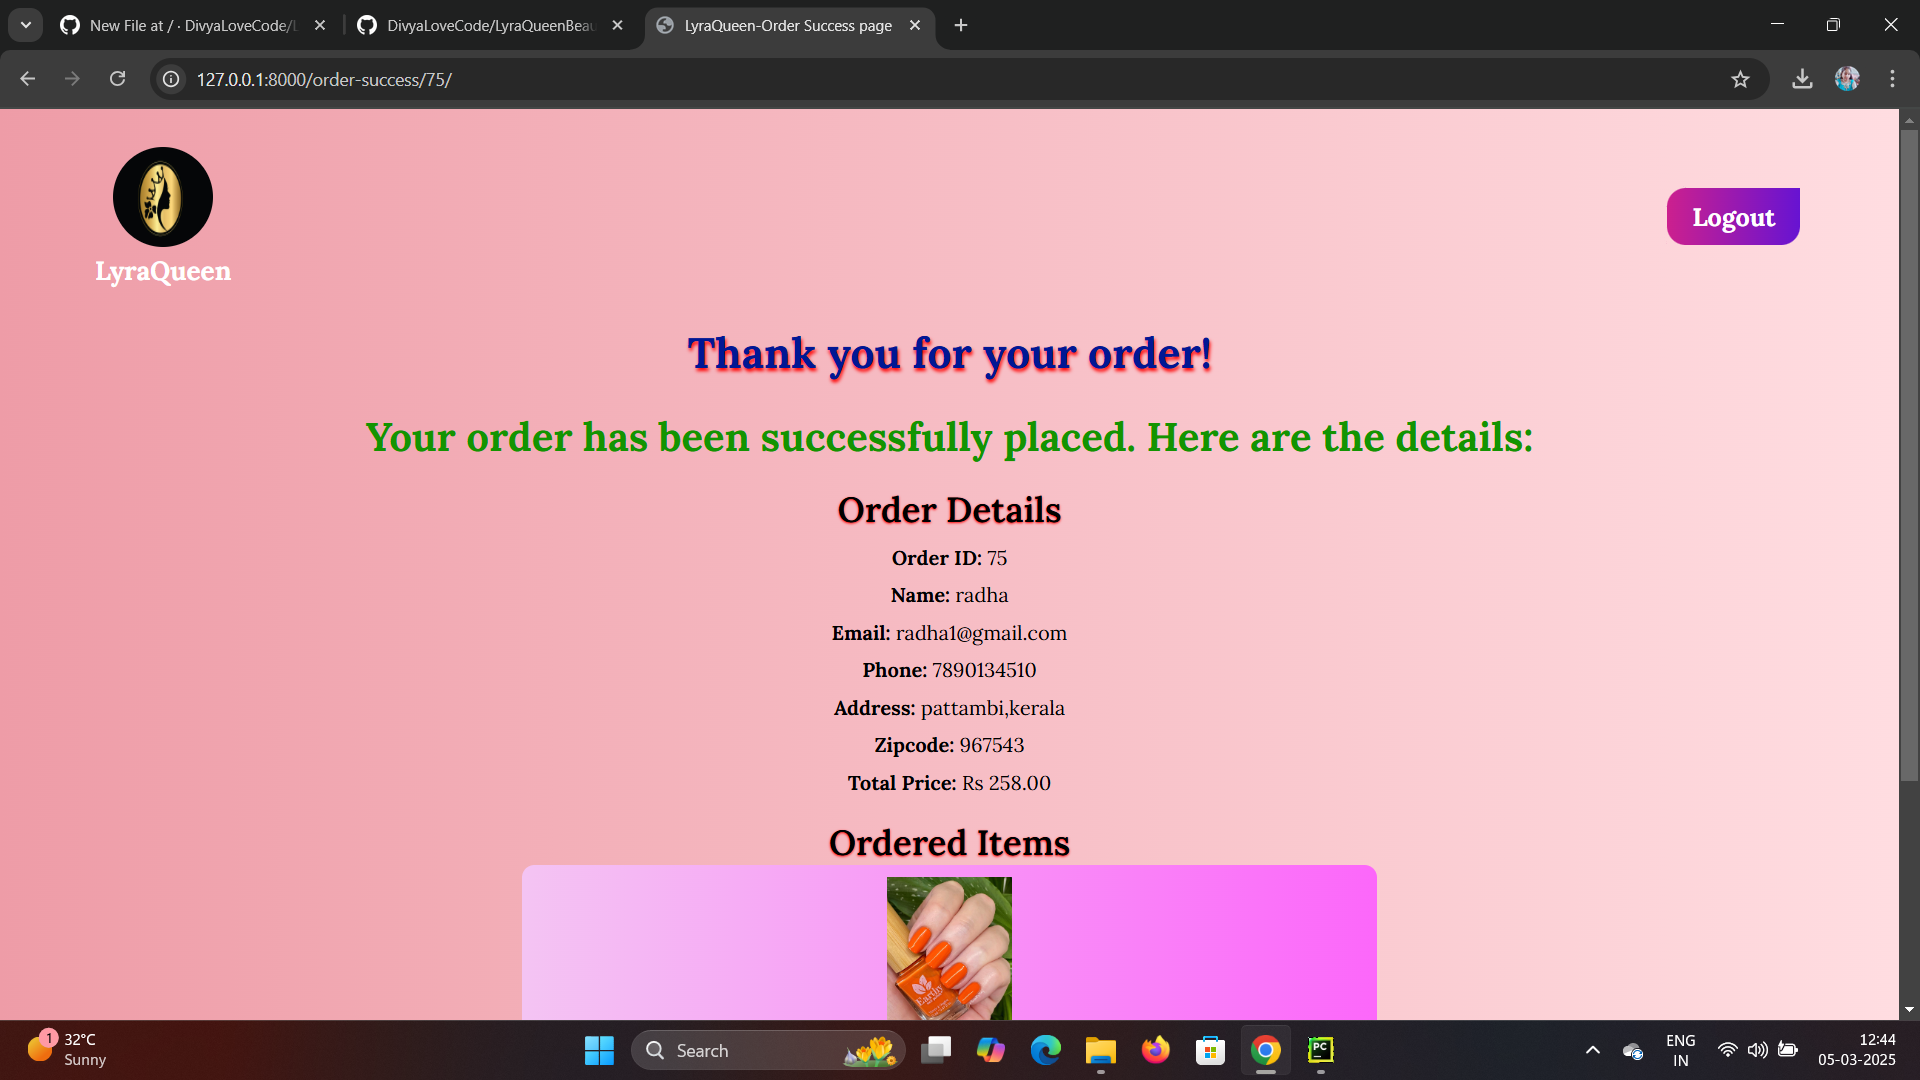 New File at / · DivyaLoveCode/L
DivyaLoveCode/LyraQueenBeau
LyraQueen-Order Success page
127.0.0.1:8000/order-success/75/
LyraQueen
Logout
Thank you for your order!
Your order has been successfully placed. Here are the details:
Order Details
Order ID: 75
Name: radha
Email: radha1@gmail.com
Phone: 7890134510
Address: pattambi,kerala
Zipcode: 967543
Total Price: Rs 258.00
Ordered Items
1
32°C
Sunny
Search
PC
ENG
IN
12:44
05-03-2025